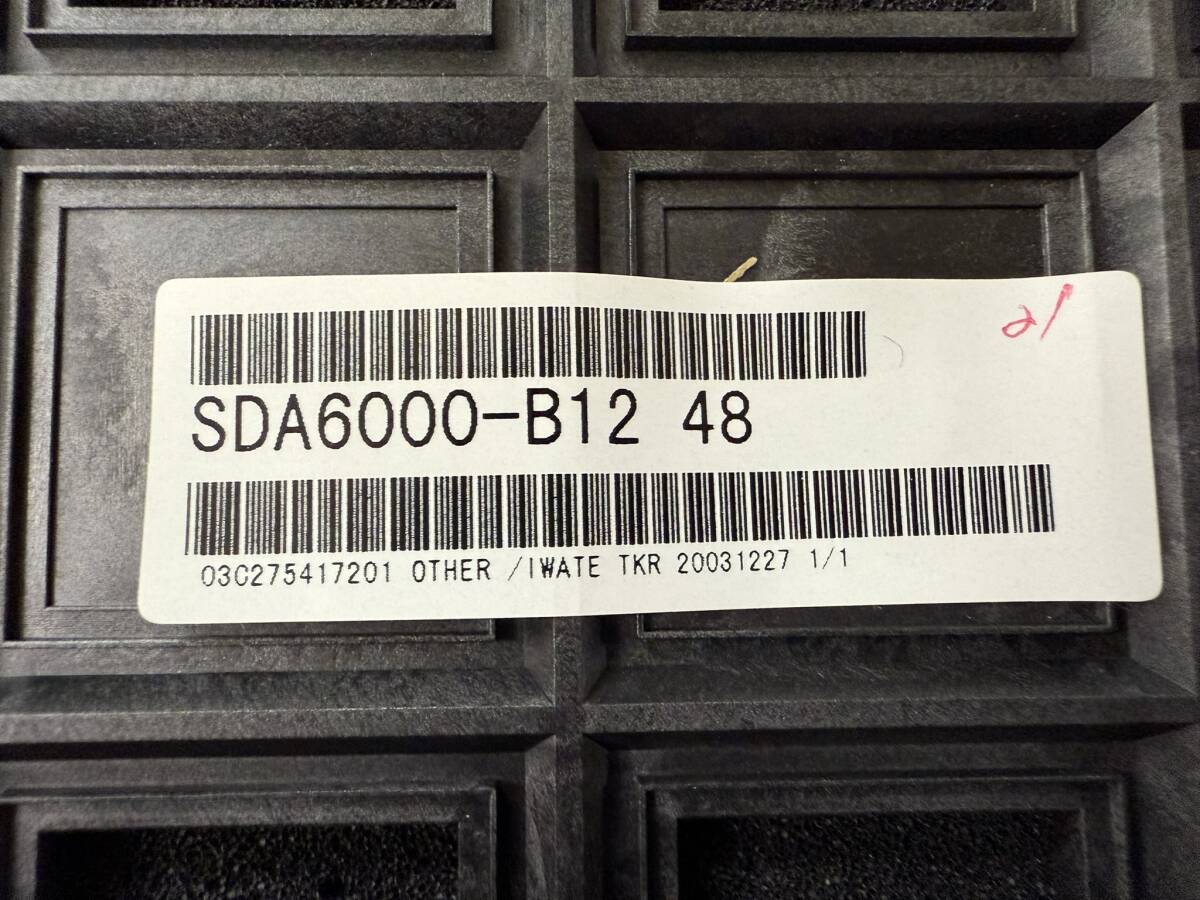 21
SDA6000-B12 48
03C275417201 OTHER /IWATE TKR 20031227 1/1